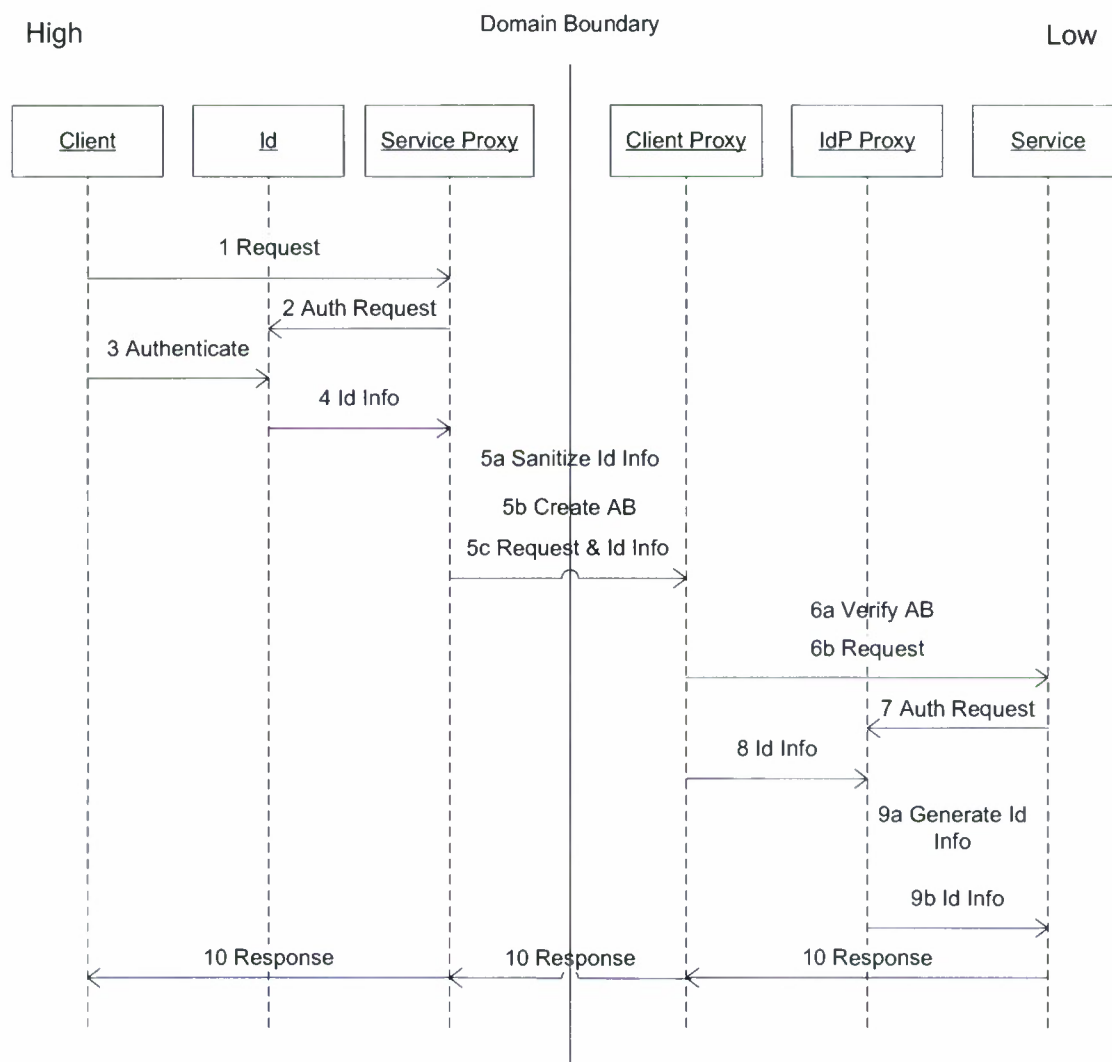 High
Domain Boundary
Low
Client
Id
Service Proxy
Client Proxy
IdP Proxy
Service
1 Request
2 Auth Request
3 Authenticate
4 Id Info
5a Sanitize Id Info
5b Create AB
5c Request & Id Info
6a Verify AB
6b Request
7 Auth Request
8 Id Info
9a Generate Id
Info
9b Id Info
10 Response
10 Response
10 Response